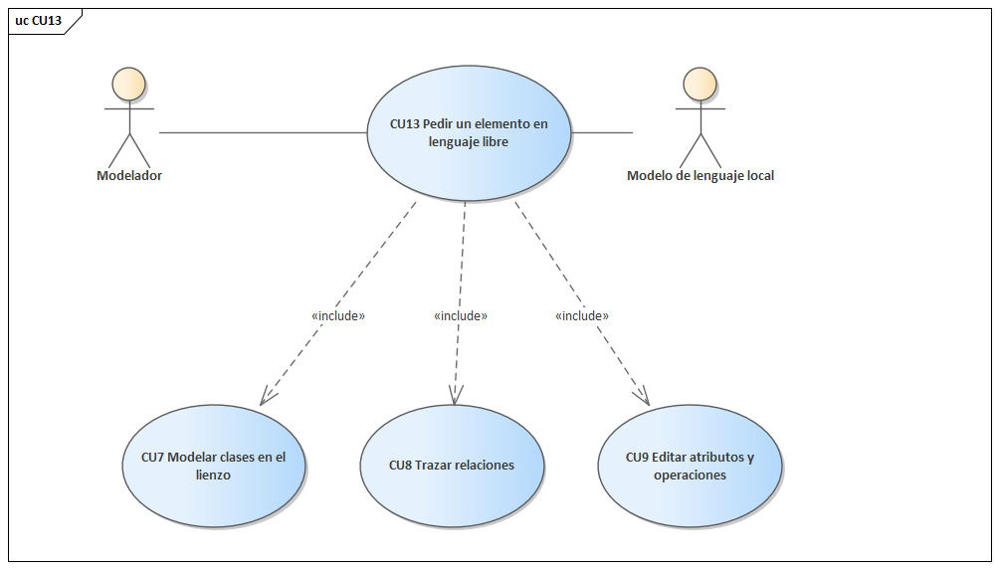 uc CU13
CU13 Pedir un elemento en
lenguaje libre
Modelador
Modelo de lenguaje local
«include»
«include»
«include»
CU7 Modelar clases en el
lienzo
CU8 Trazar relaciones
CU9 Editar atributos y
operaciones